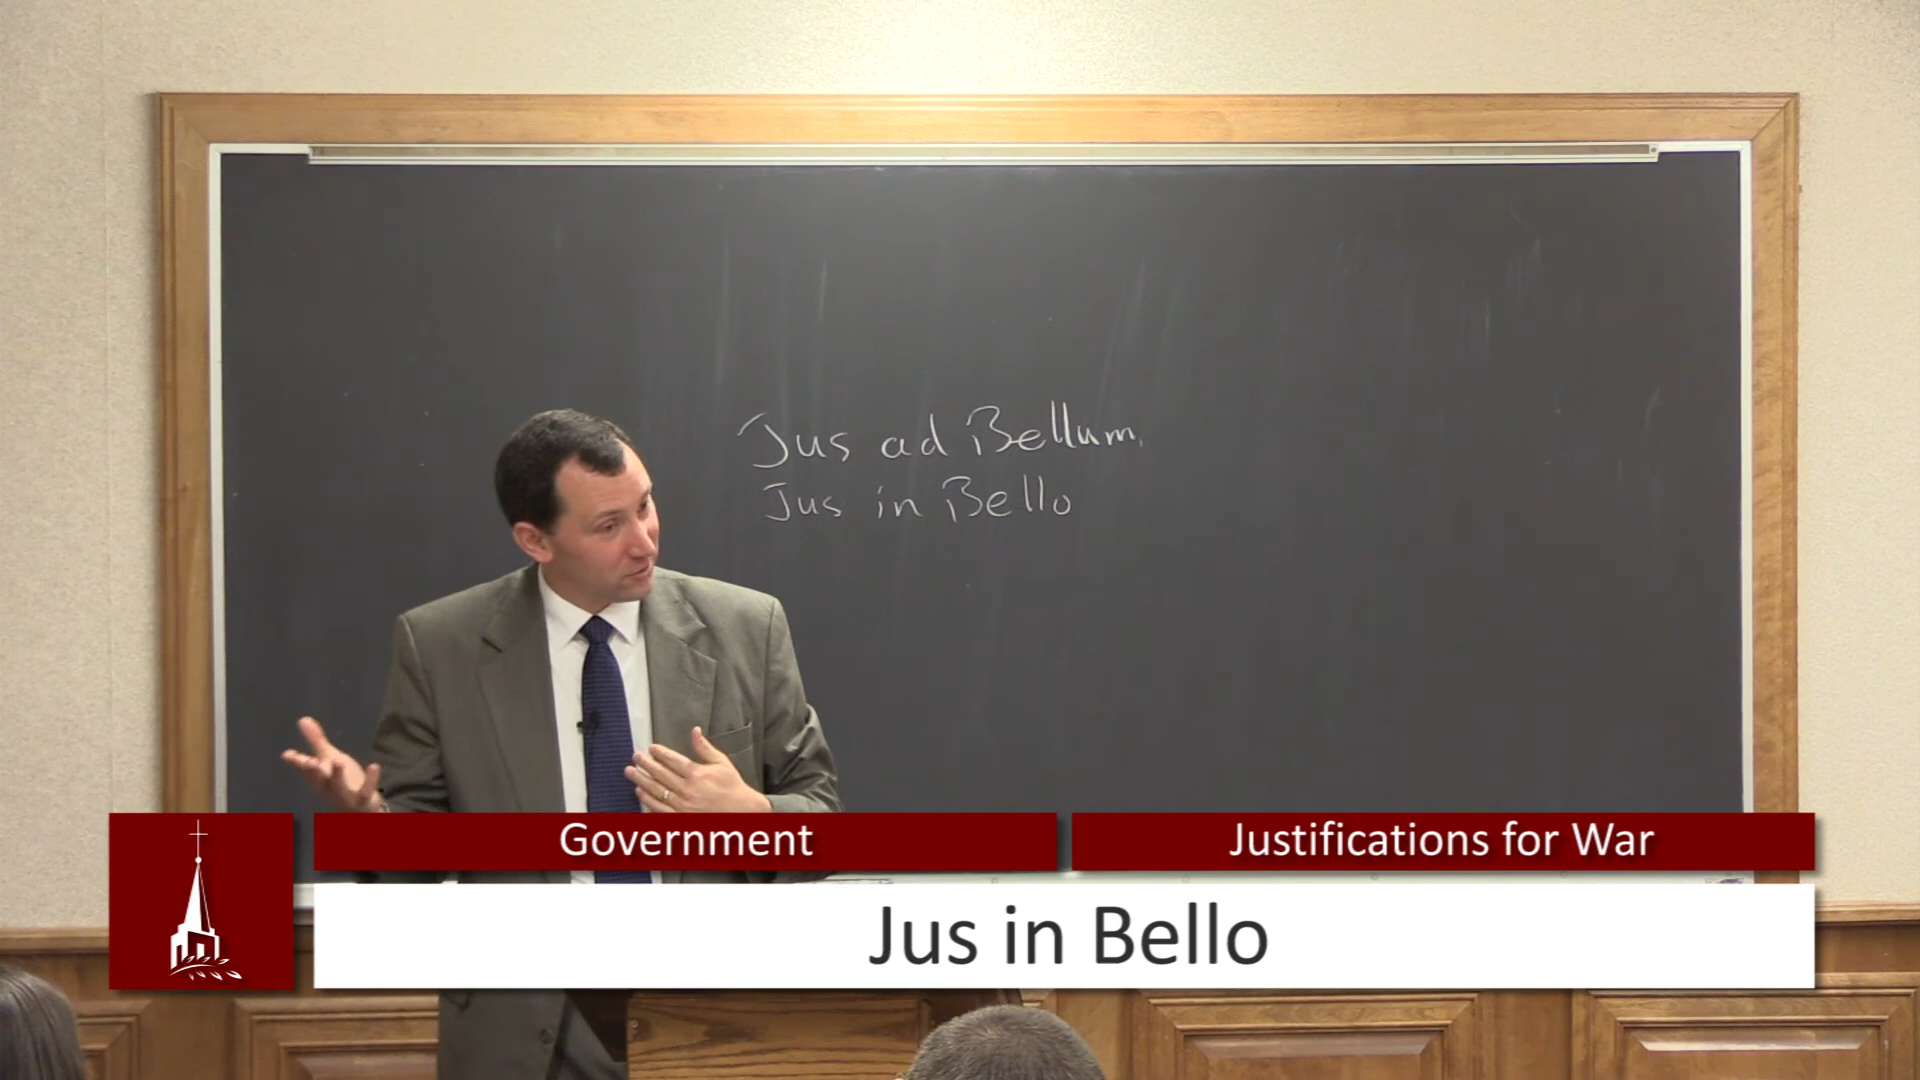 Jus ad Bellum
Jus in Bello
Government
Justifications for War
Jus in Bello